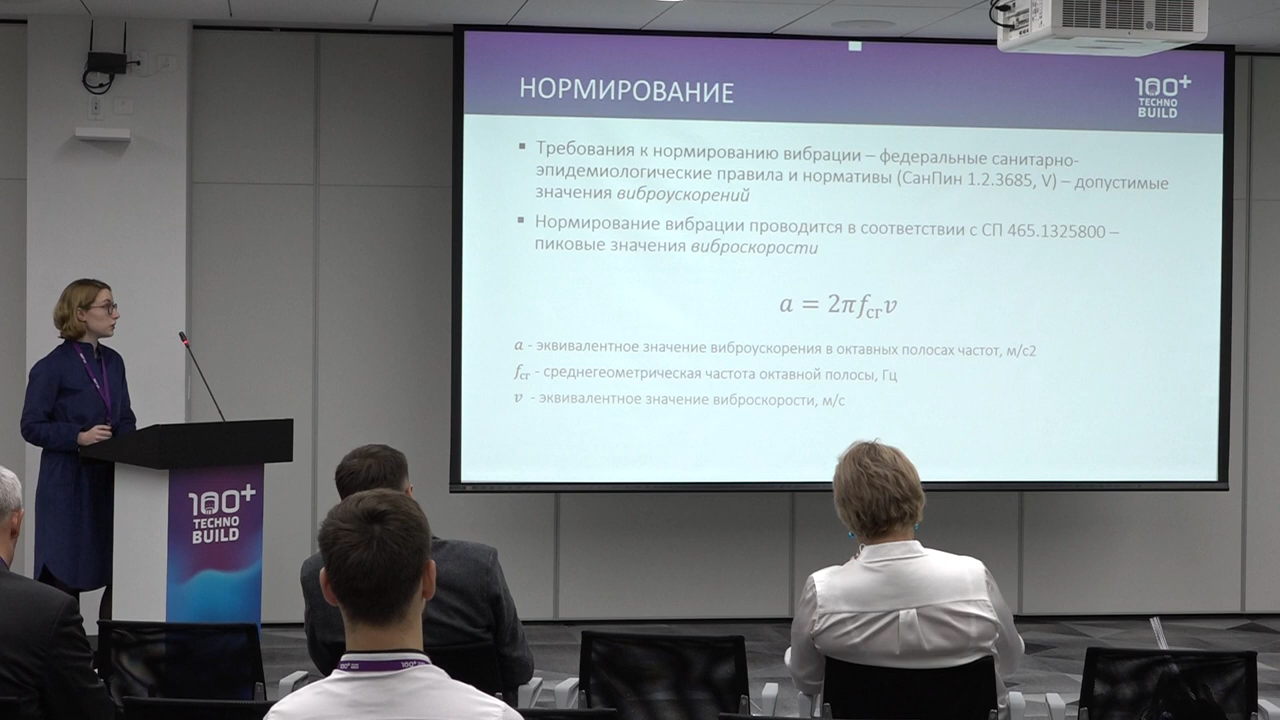 НОРМИРОВАНИЕ
100+
TECHNO
BUILD
▪ Требования к нормированию вибрации – федеральные санитарно-
эпидемиологические правила и нормативы (СанПин 1.2.3685, V) – допустимые
значения виброускорений
▪ Нормирование вибрации проводится в соответствии с СП 465.1325800 –
пиковые значения виброскорости
a = 2πfсгv
a - эквивалентное значение виброускорения в октавных полосах частот, м/с2
fсг - среднегеометрическая частота октавной полосы, Гц
v - эквивалентное значение виброскорости, м/с
100+
TECHNO
BUILD
100+